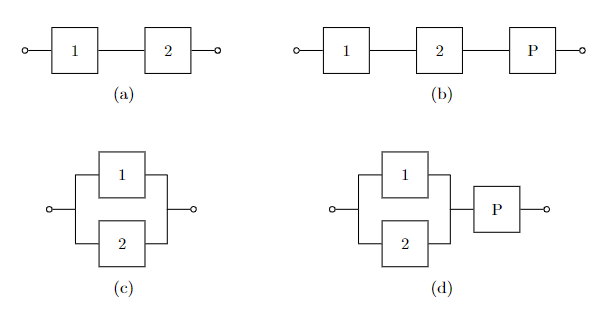 1 2 1 2 P
(a) (b)
1 1
P
2 2
(c) (d)